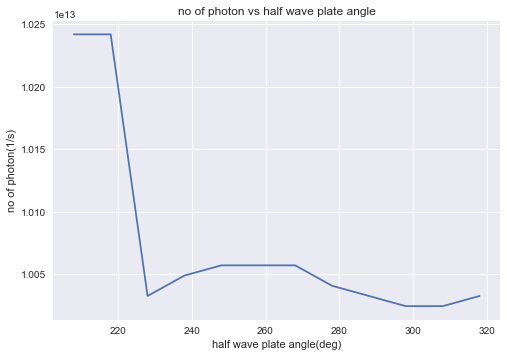 no of photon vs half wave plate angle
1e13
1.025
1.020
1.015
1.010
1.005
no of photon(1/s)
220 240 260 280 300 320
half wave plate angle(deg)